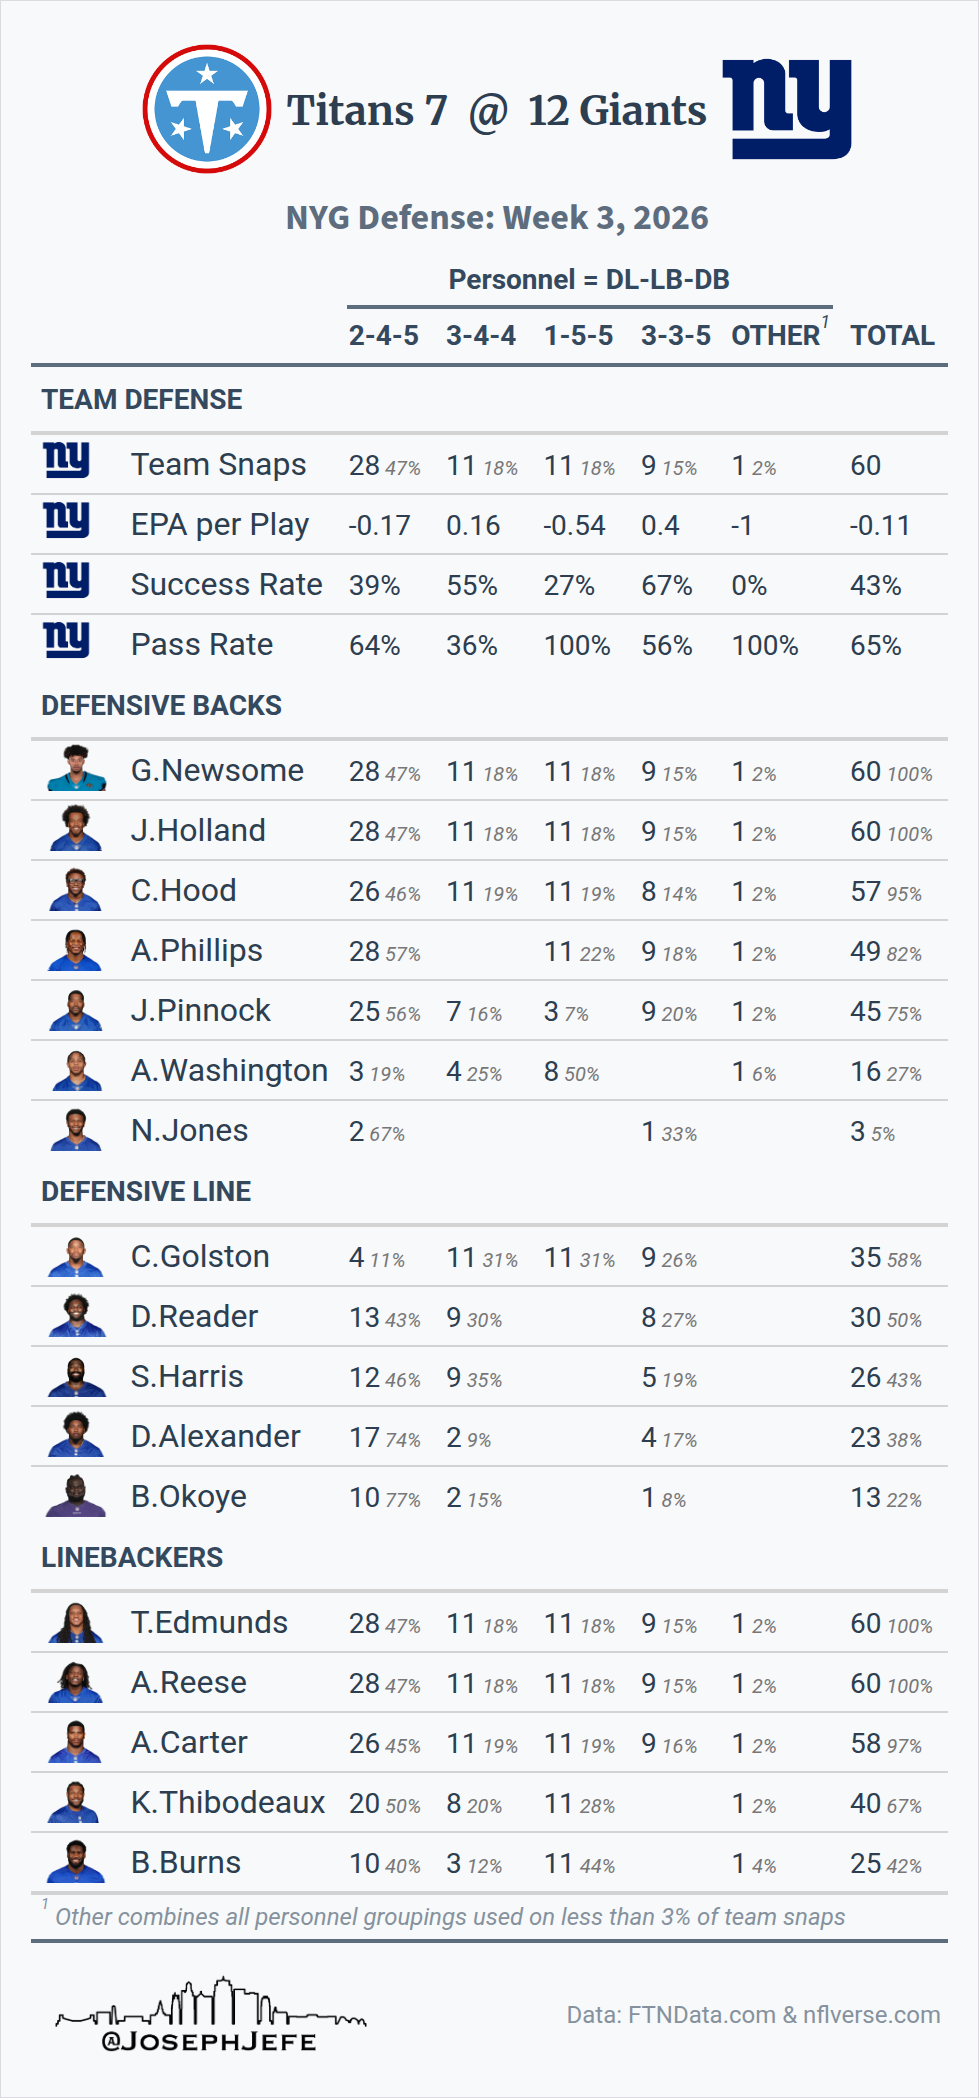 Titans 7 @ 12 Giants ny
NYG Defense: Week 3, 2026
Personnel = DL-LB-DB
2-4-5 3-4-4 1-5-5 3-3-5 OTHER1 TOTAL
TEAM DEFENSE
ny Team Snaps 28 47% 11 18% 11 18% 9 15% 1 2% 60
ny EPA per Play -0.17 0.16 -0.54 0.4 -1 -0.11
ny Success Rate 39% 55% 27% 67% 0% 43%
ny Pass Rate 64% 36% 100% 56% 100% 65%
DEFENSIVE BACKS
G.Newsome 28 47% 11 18% 11 18% 9 15% 1 2% 60 100%
J.Holland 28 47% 11 18% 11 18% 9 15% 1 2% 60 100%
C.Hood 26 46% 11 19% 11 19% 8 14% 1 2% 57 95%
A.Phillips 28 57% 11 22% 9 18% 1 2% 49 82%
J.Pinnock 25 56% 7 16% 3 7% 9 20% 1 2% 45 75%
A.Washington 3 19% 4 25% 8 50% 1 6% 16 27%
N.Jones 2 67% 1 33% 3 5%
DEFENSIVE LINE
C.Golston 4 11% 11 31% 11 31% 9 26% 35 58%
D.Reader 13 43% 9 30% 8 27% 30 50%
S.Harris 12 46% 9 35% 5 19% 26 43%
D.Alexander 17 74% 2 9% 4 17% 23 38%
B.Okoye 10 77% 2 15% 1 8% 13 22%
LINEBACKERS
T.Edmunds 28 47% 11 18% 11 18% 9 15% 1 2% 60 100%
A.Reese 28 47% 11 18% 11 18% 9 15% 1 2% 60 100%
A.Carter 26 45% 11 19% 11 19% 9 16% 1 2% 58 97%
K.Thibodeaux 20 50% 8 20% 11 28% 1 2% 40 67%
B.Burns 10 40% 3 12% 11 44% 1 4% 25 42%
1 Other combines all personnel groupings used on less than 3% of team snaps
@JOSEPHJEFE
Data: FTNData.com & nflverse.com